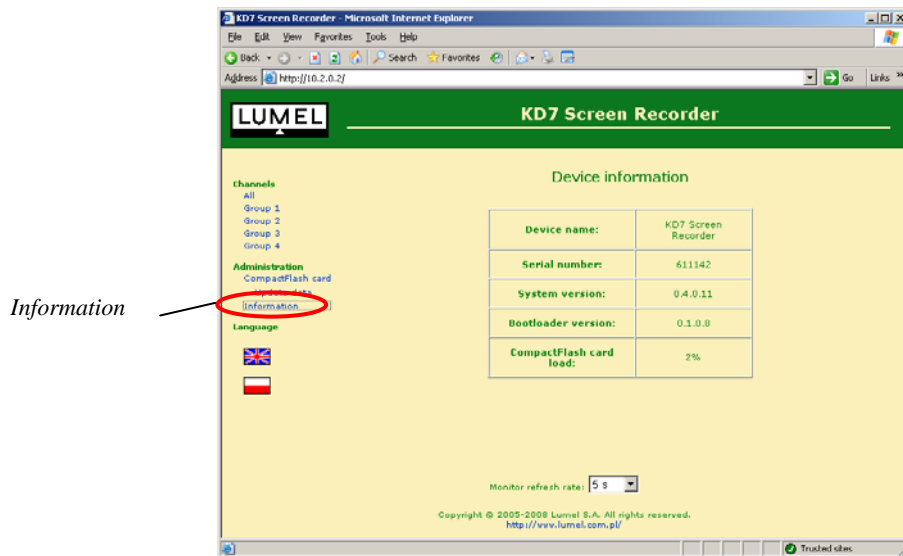 KD7 Screen Recorder - Microsoft Internet Explorer
File Edit View Favorites Tools Help
Back Search Favorites
Address http://10.2.0.2/ Go Links »
LUMEL
KD7 Screen Recorder
Channels
All
Group 1
Group 2
Group 3
Group 4
Administration
CompactFlash card
Update data
Information
Language
Information
Device information
Device name: KD7 Screen
Recorder
Serial number: 611142
System version: 0.4.0.11
Bootloader version: 0.1.0.8
CompactFlash card
load: 2%
Monitor refresh rate: 5 s
Copyright © 2005-2008 Lumel S.A. All rights reserved.
http://www.lumel.com.pl/
Trusted sites